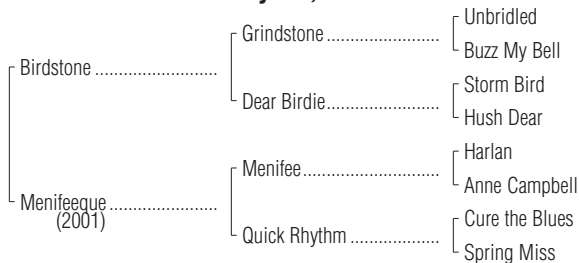 Unbridled
Grindstone
Buzz My Bell
Birdstone
Storm Bird
Dear Birdie
Hush Dear
Harlan
Menifee
Anne Campbell
Menifeeque
(2001)
Cure the Blues
Quick Rhythm
Spring Miss